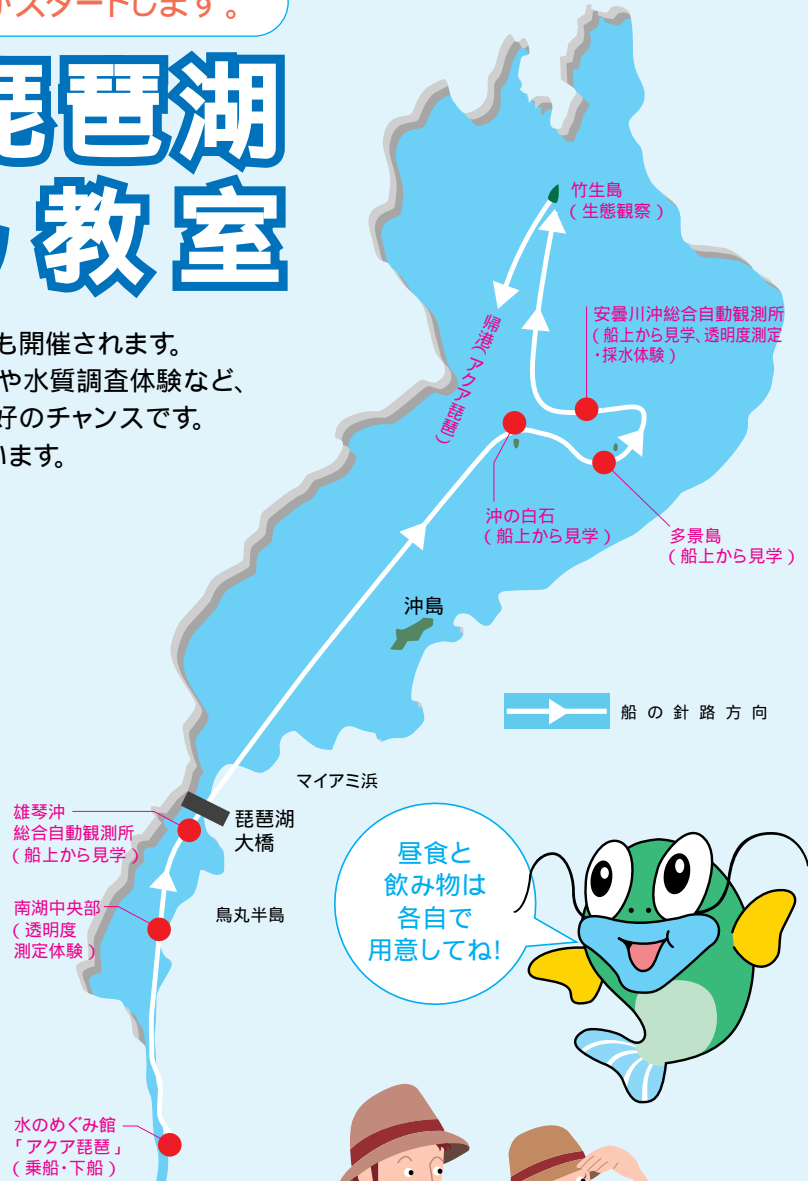 スタートします。
琵琶湖
教室
も開催されます。
や水質調査体験など、
好のチャンスです。
います。
竹生島
(生態観察)
安曇川沖総合自動観測所
(船上から見学、透明度測定
・採水体験)
帰港(アクア琵琶)
沖の白石
(船上から見学)
多景島
(船上から見学)
沖島
船の針路方向
マイアミ浜
雄琴沖
総合自動観測所
(船上から見学)
琵琶湖
大橋
南湖中央部
(透明度
測定体験)
烏丸半島
昼食と
飲み物は
各自で
用意してね!
水のめぐみ館
「アクア琵琶」
(乗船・下船)